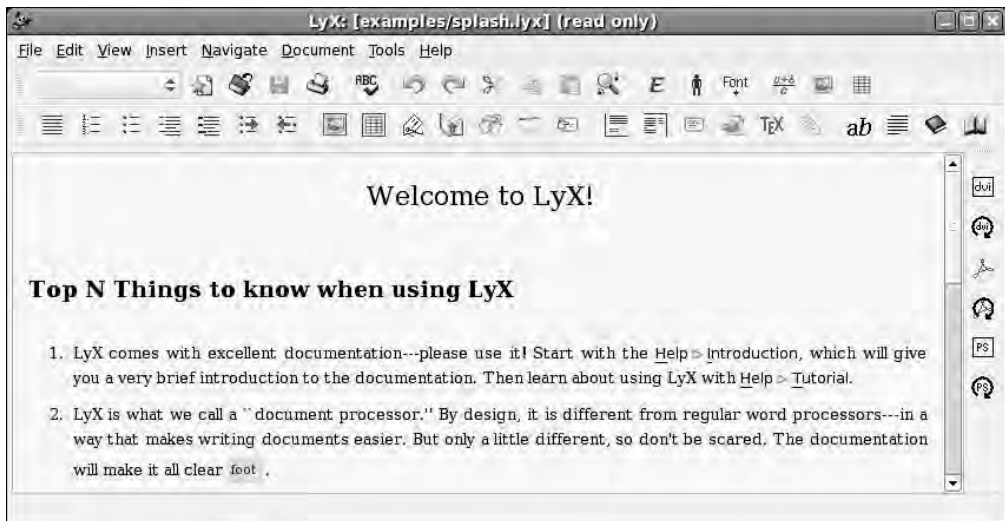 LyX: [examples/splash.lyx] (read only)
File Edit View Insert Navigate Document Tools Help
ABC E Font a+b c
TEX ab
Welcome to LyX!
dvi
dvi
Top N Things to know when using LyX
1. LyX comes with excellent documentation---please use it! Start with the Help ▹ Introduction, which will give
PS
you a very brief introduction to the documentation. Then learn about using LyX with Help ▹ Tutorial.
PS
2. LyX is what we call a ``document processor.'' By design, it is different from regular word processors---in a
way that makes writing documents easier. But only a little different, so don't be scared. The documentation
will make it all clear foot .